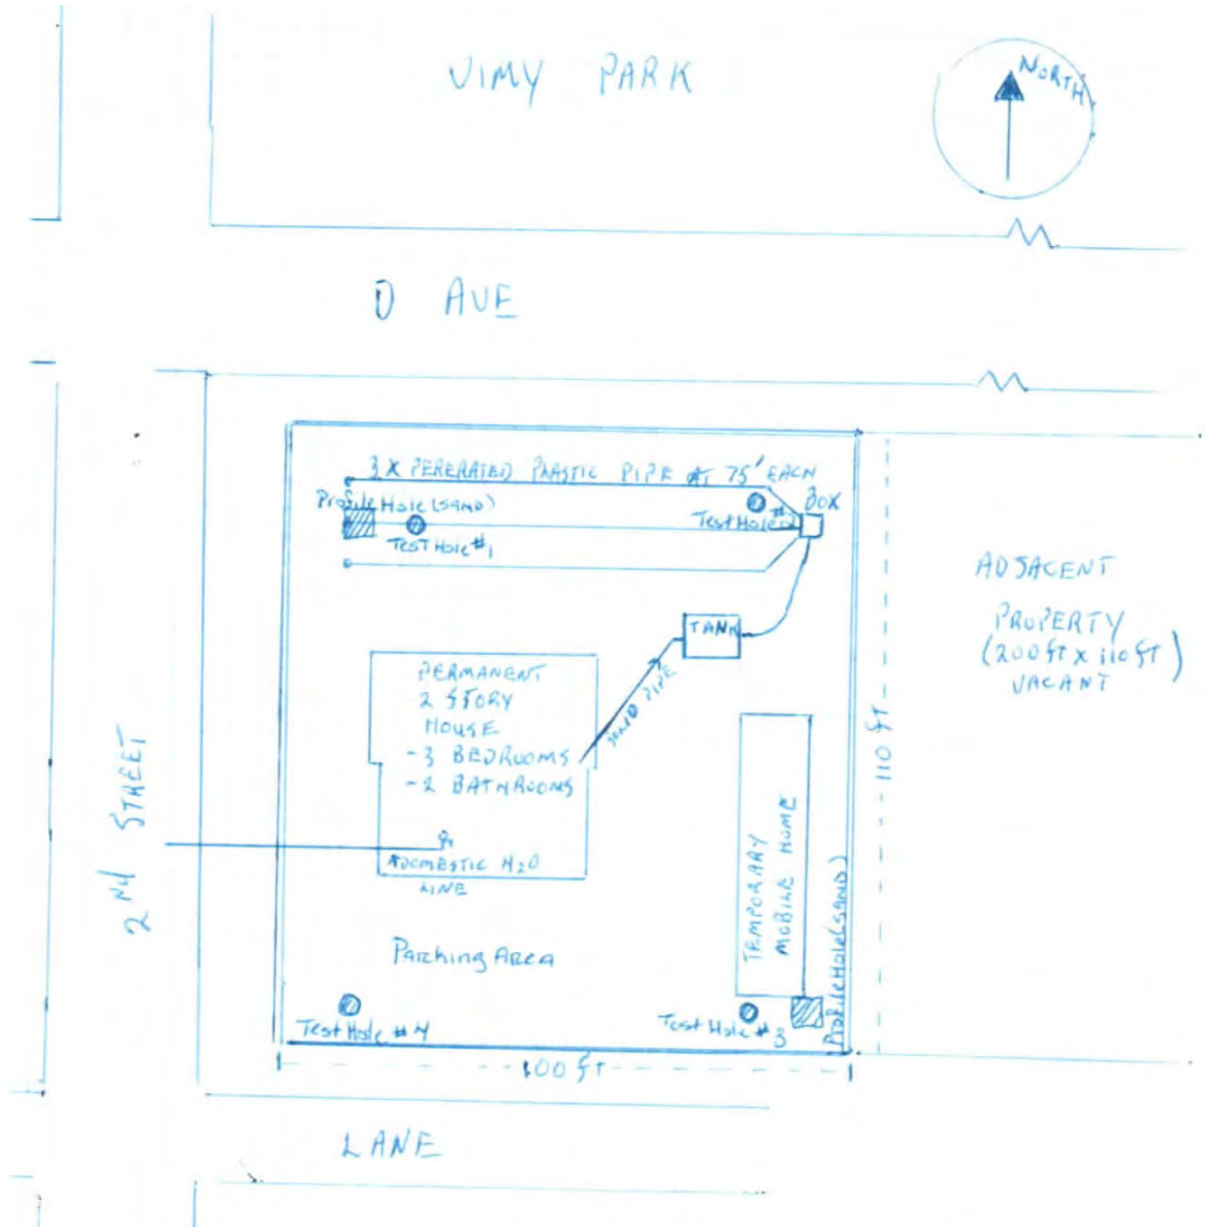 VIMY PARK
NORTH
D AVE
3 X PERERATED PLASTIC PIPE AT 75' EACH
Profile Hole (SAND)
Test Hole #1
Test Hole #2
BOX
TANK
SOLID PIPE
PERMANENT
2 STORY
HOUSE
-3 BEDROOMS
-2 BATHROOMS
DOMESTIC H2O
LINE
Parking Area
TEMPORARY
MOBILE HOME
Profile Hole (SAND)
Test Hole #4
Test Hole #3
100 FT
110 FT
ADJACENT
PROPERTY
(200 ft x 110 ft)
VACANT
2nd STREET
LANE